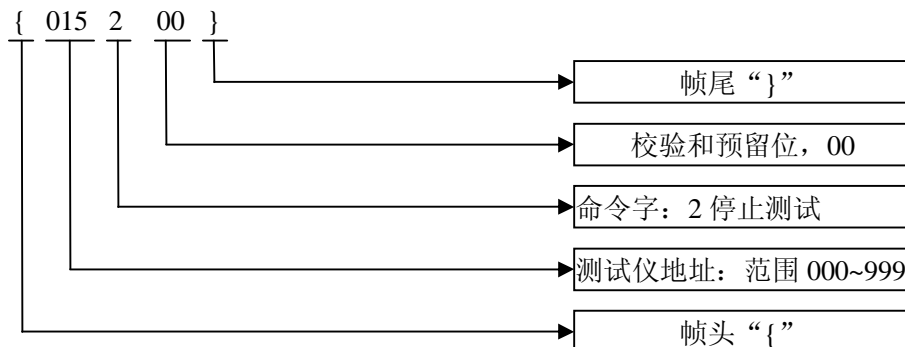 { 015 2 00 }
帧尾“}”
校验和预留位，00
命令字：2 停止测试
测试仪地址：范围 000~999
帧头“{”